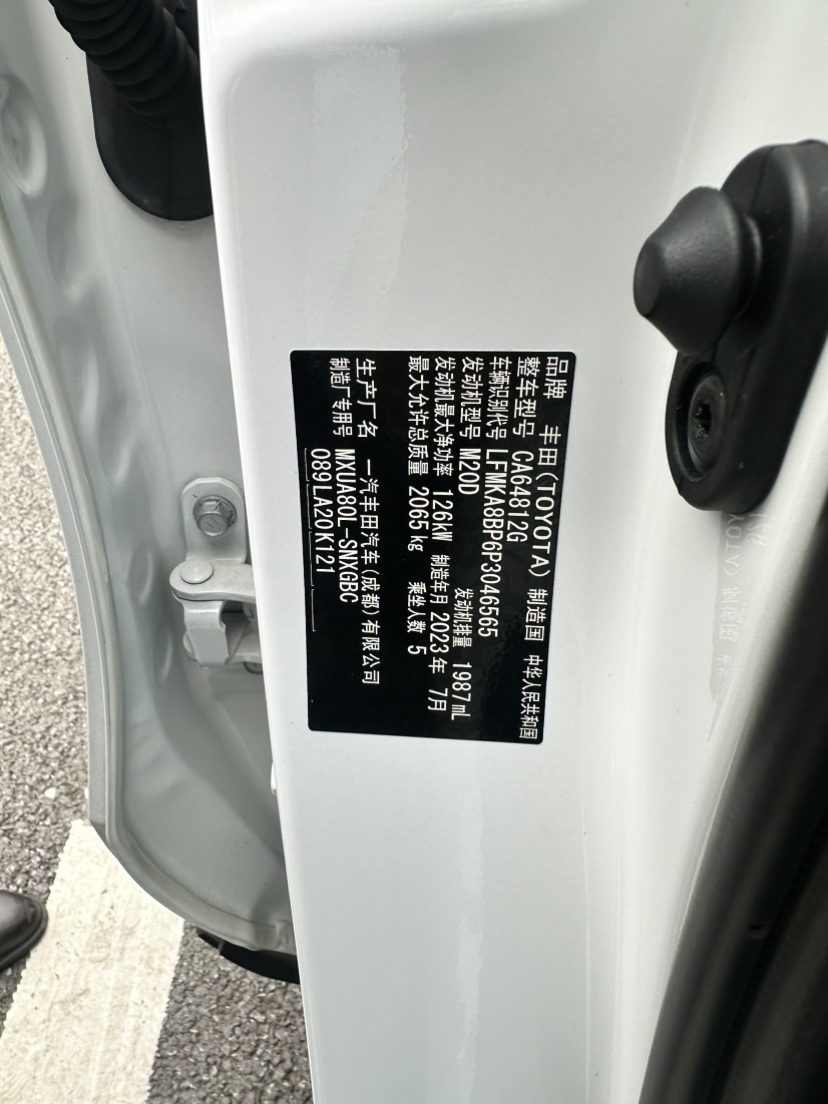 品牌 丰田(TOYOTA) 制造国 中华人民共和国
整车型号 CA64812G
车辆识别代号 LFMKA8BP6P3046565
发动机型号 M20D 发动机排量 1987mL
发动机最大净功率 126kW 制造年月 2023年 7月
最大允许总质量 2065kg 乘坐人数 5
生产厂名 一汽丰田汽车(成都)有限公司
制造厂专用号 MXUA80L-SNXGBC
089LA20K121